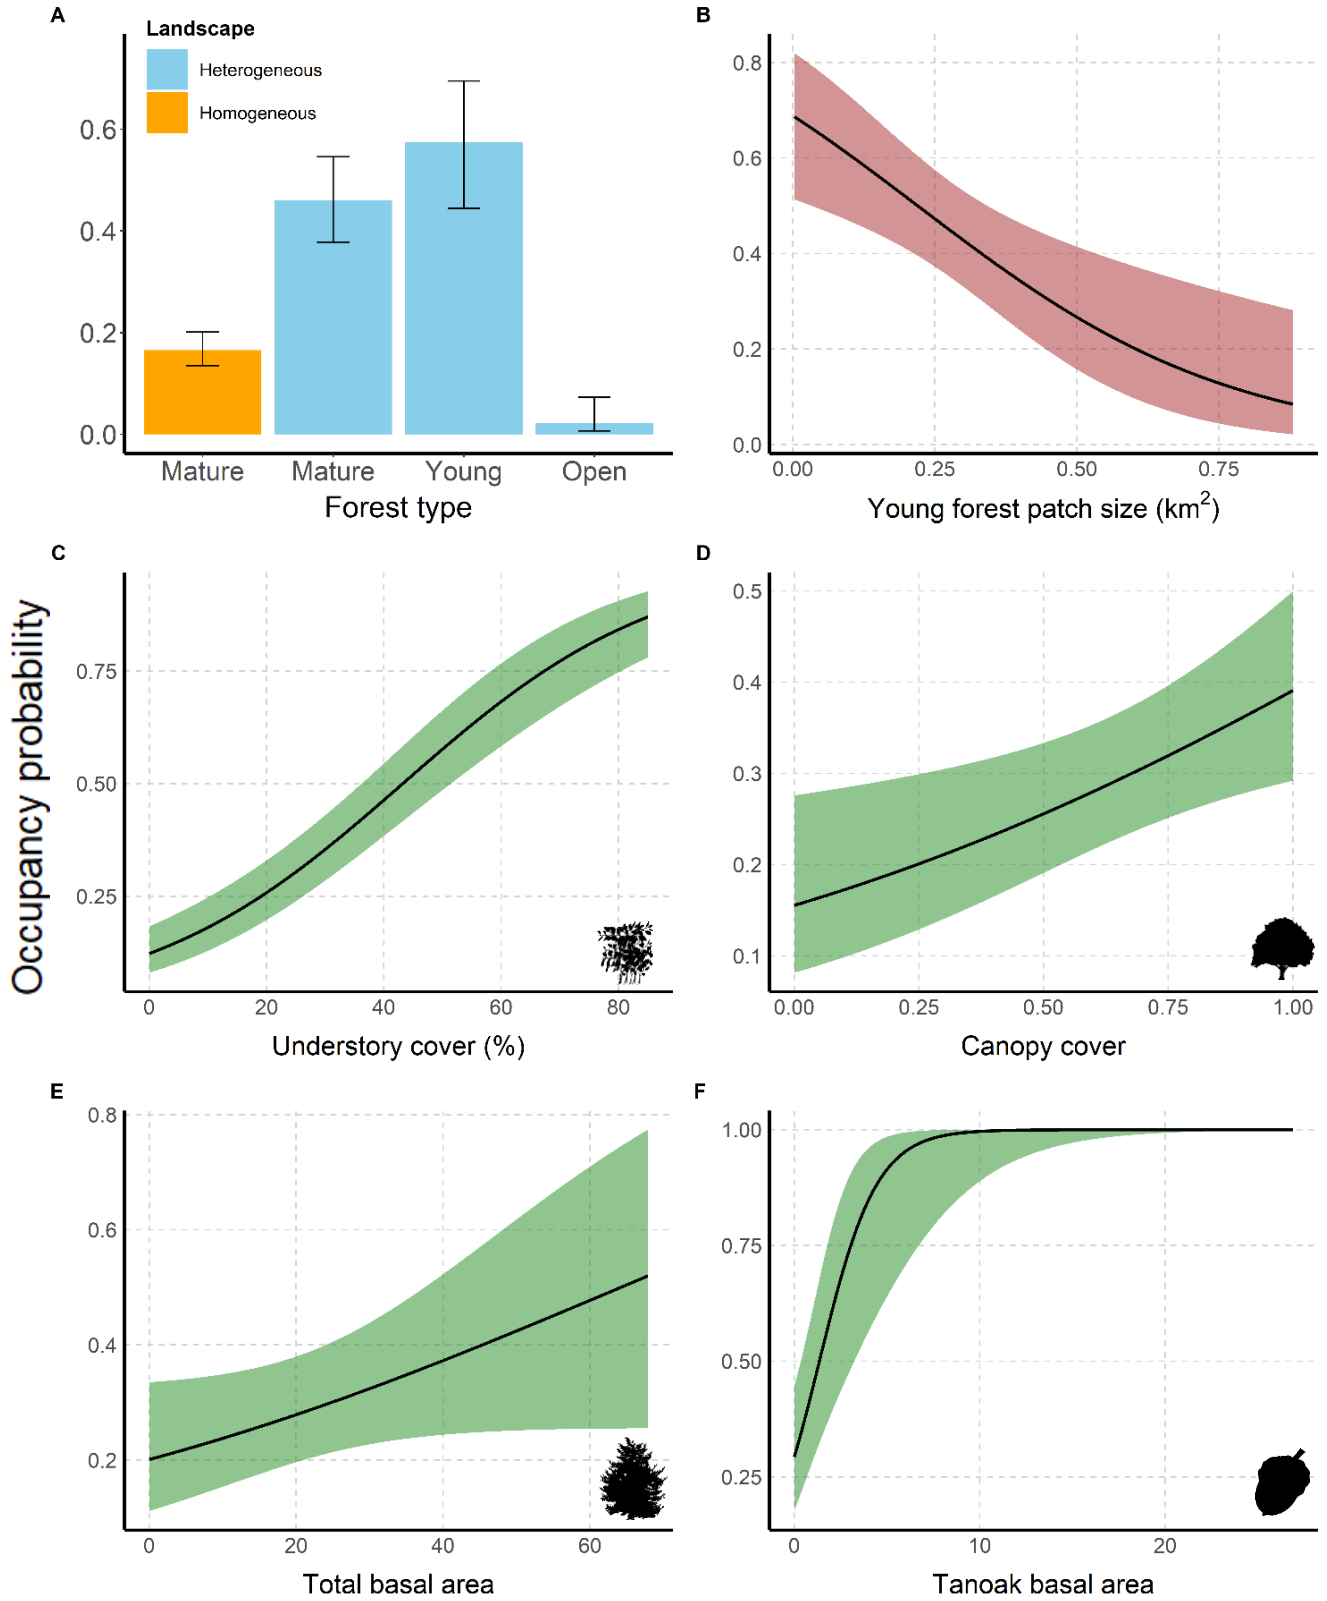 A
Landscape
Heterogeneous
Homogeneous
0.6
0.4
0.2
0.0
Mature Mature Young Open
Forest type
B
0.8
0.6
0.4
0.2
0.0
0.00 0.25 0.50 0.75
Young forest patch size (km²)
Occupancy probability
C
0.75
0.50
0.25
0 20 40 60 80
Understory cover (%)
D
0.5
0.4
0.3
0.2
0.1
0.00 0.25 0.50 0.75 1.00
Canopy cover
E
0.8
0.6
0.4
0.2
0 20 40 60
Total basal area
F
1.00
0.75
0.50
0.25
0 10 20
Tanoak basal area